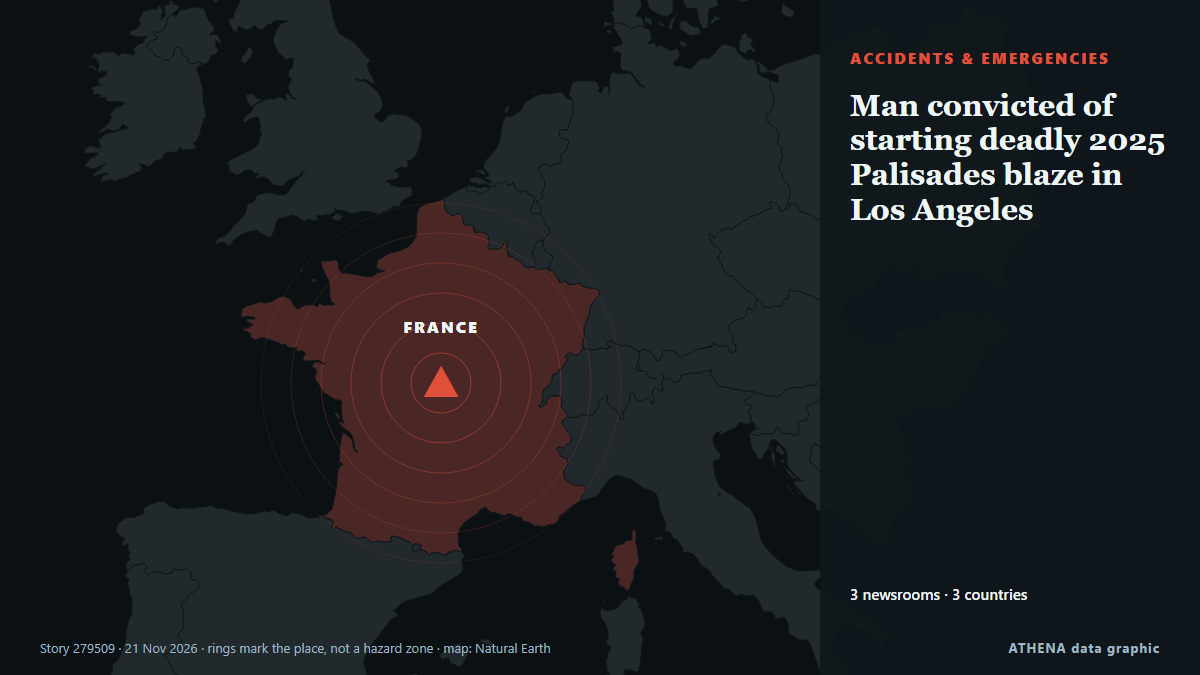 ACCIDENTS & EMERGENCIES
Man convicted of
starting deadly 2025
Palisades blaze in
Los Angeles
FRANCE
3 newsrooms · 3 countries
Story 279509 · 21 Nov 2026 · rings mark the place, not a hazard zone · map: Natural Earth
ATHENA data graphic